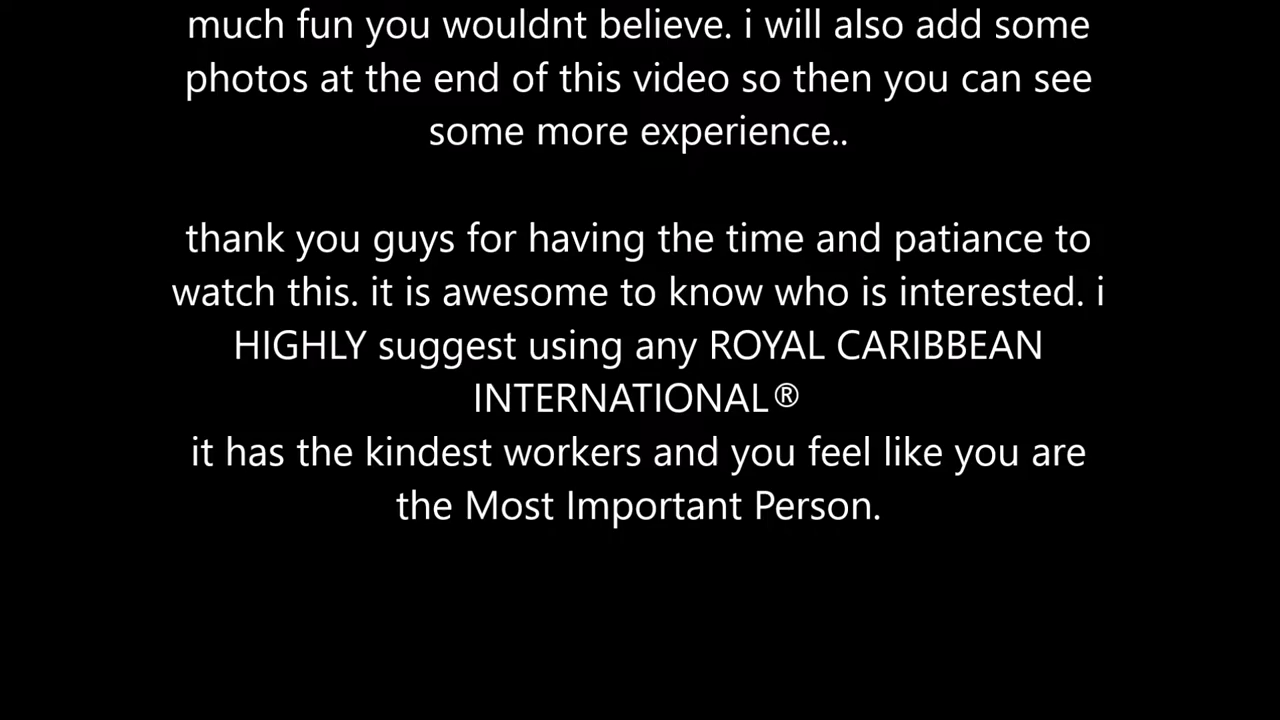 much fun you wouldnt believe. i will also add some
photos at the end of this video so then you can see
some more experience..
thank you guys for having the time and patiance to
watch this. it is awesome to know who is interested. i
HIGHLY suggest using any ROYAL CARIBBEAN
INTERNATIONAL®
it has the kindest workers and you feel like you are
the Most Important Person.